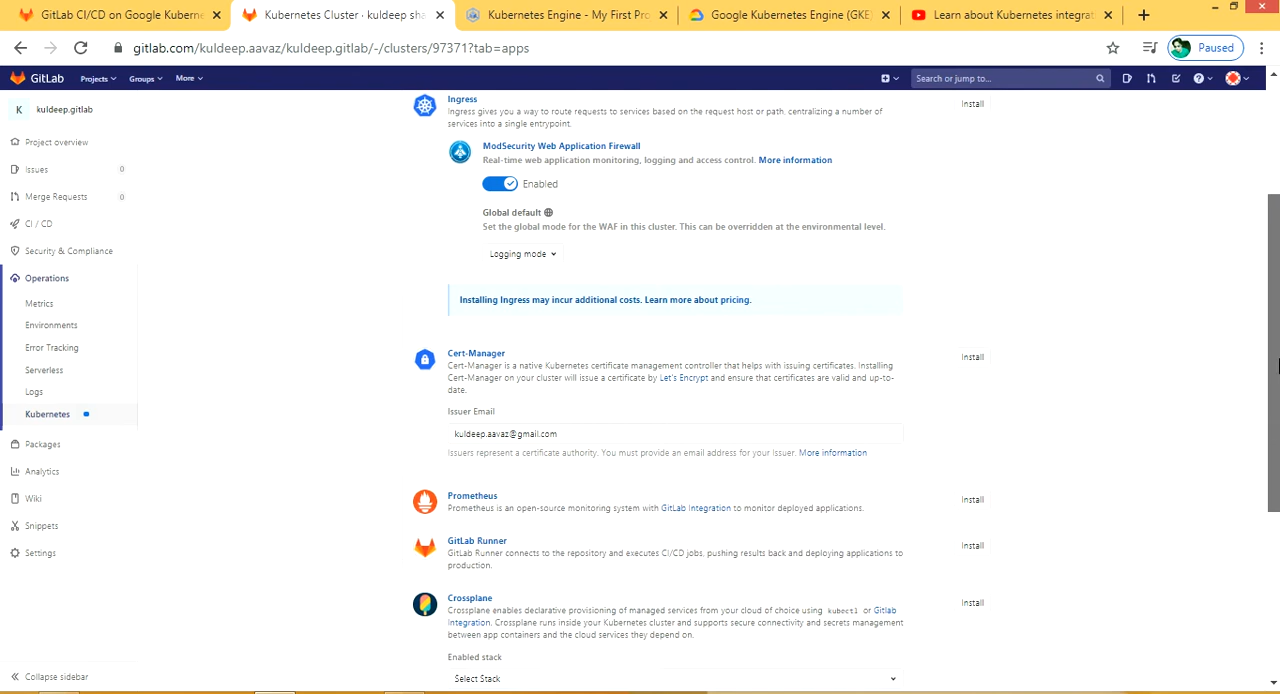 GitLab CI/CD on Google Kuberne
Kubernetes Cluster · kuldeep sha
Kubernetes Engine - My First Pro
Google Kubernetes Engine (GKE)
Learn about Kubernetes integrat
gitlab.com/kuldeep.aavaz/kuldeep.gitlab/-/clusters/97371?tab=apps
Paused
GitLab
Projects
Groups
More
Search or jump to...
K
kuldeep.gitlab
Project overview
Issues
0
Merge Requests
0
CI / CD
Security & Compliance
Operations
Metrics
Environments
Error Tracking
Serverless
Logs
Kubernetes
Packages
Analytics
Wiki
Snippets
Settings
Collapse sidebar
Ingress
Install
Ingress gives you a way to route requests to services based on the request host or path, centralizing a number of
services into a single entrypoint.
ModSecurity Web Application Firewall
Real-time web application monitoring, logging and access control. More information
Enabled
Global default
Set the global mode for the WAF in this cluster. This can be overridden at the environmental level.
Logging mode
Installing Ingress may incur additional costs. Learn more about pricing.
Cert-Manager
Install
Cert-Manager is a native Kubernetes certificate management controller that helps with issuing certificates. Installing
Cert-Manager on your cluster will issue a certificate by Let's Encrypt and ensure that certificates are valid and up-to-
date.
Issuer Email
kuldeep.aavaz@gmail.com
Issuers represent a certificate authority. You must provide an email address for your Issuer. More information
Prometheus
Install
Prometheus is an open-source monitoring system with GitLab Integration to monitor deployed applications.
GitLab Runner
Install
GitLab Runner connects to the repository and executes CI/CD jobs, pushing results back and deploying applications to
production.
Crossplane
Install
Crossplane enables declarative provisioning of managed services from your cloud of choice using kubectl or Gitlab
Integration. Crossplane runs inside your Kubernetes cluster and supports secure connectivity and secrets management
between app containers and the cloud services they depend on.
Enabled stack
Select Stack